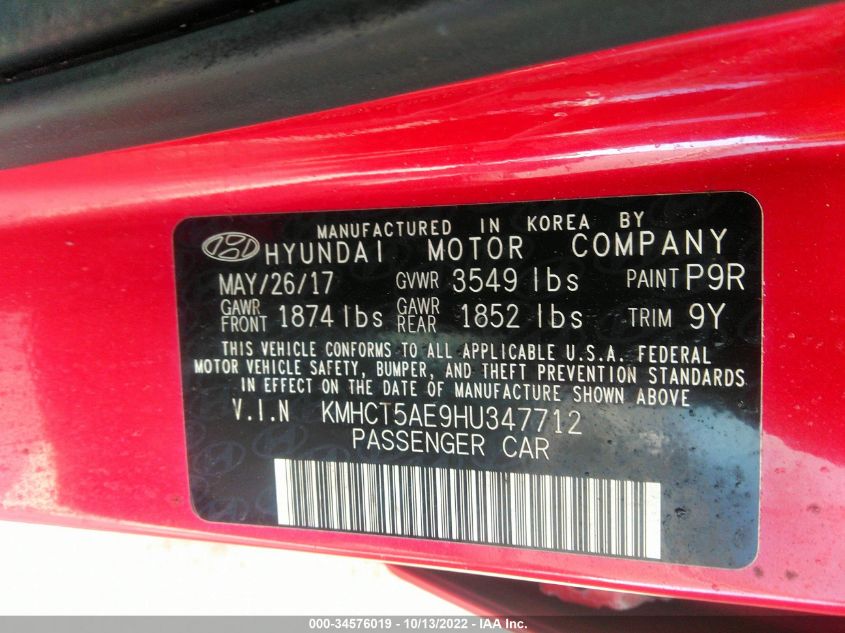 MANUFACTURED IN KOREA BY
HYUNDAI MOTOR COMPANY
MAY/26/17 GVWR 3549 lbs PAINT P9R
GAWR FRONT 1874 lbs GAWR REAR 1852 lbs TRIM 9Y
THIS VEHICLE CONFORMS TO ALL APPLICABLE U.S.A. FEDERAL
MOTOR VEHICLE SAFETY, BUMPER, AND THEFT PREVENTION STANDARDS
IN EFFECT ON THE DATE OF MANUFACTURE SHOWN ABOVE
V.I.N KMHCT5AE9HU347712
PASSENGER CAR
000-34576019 - 10/13/2022 - IAA Inc.